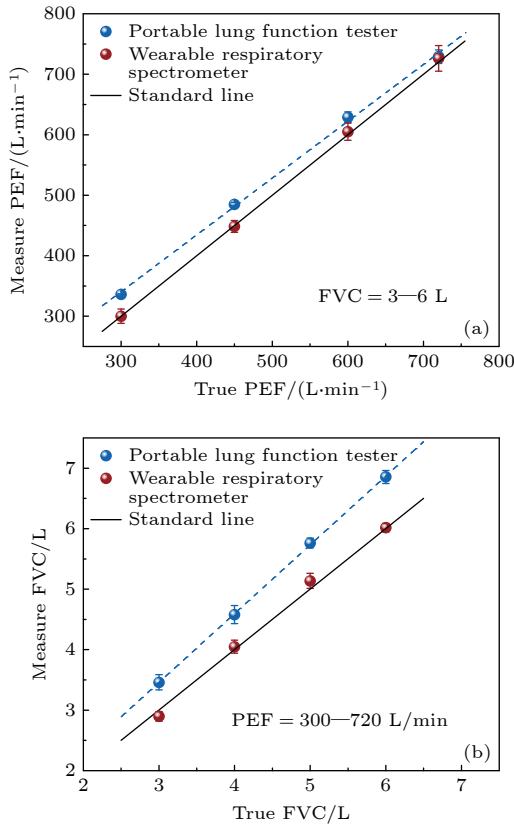 800
700
600
500
400
300
Measure PEF/(L·min⁻¹)
Portable lung function tester
Wearable respiratory
spectrometer
Standard line
FVC = 3—6 L
(a)
300 400 500 600 700 800
True PEF/(L·min⁻¹)
7
6
5
4
3
2
Measure FVC/L
Portable lung function tester
Wearable respiratory
spectrometer
Standard line
PEF = 300—720 L/min
(b)
2 3 4 5 6 7
True FVC/L